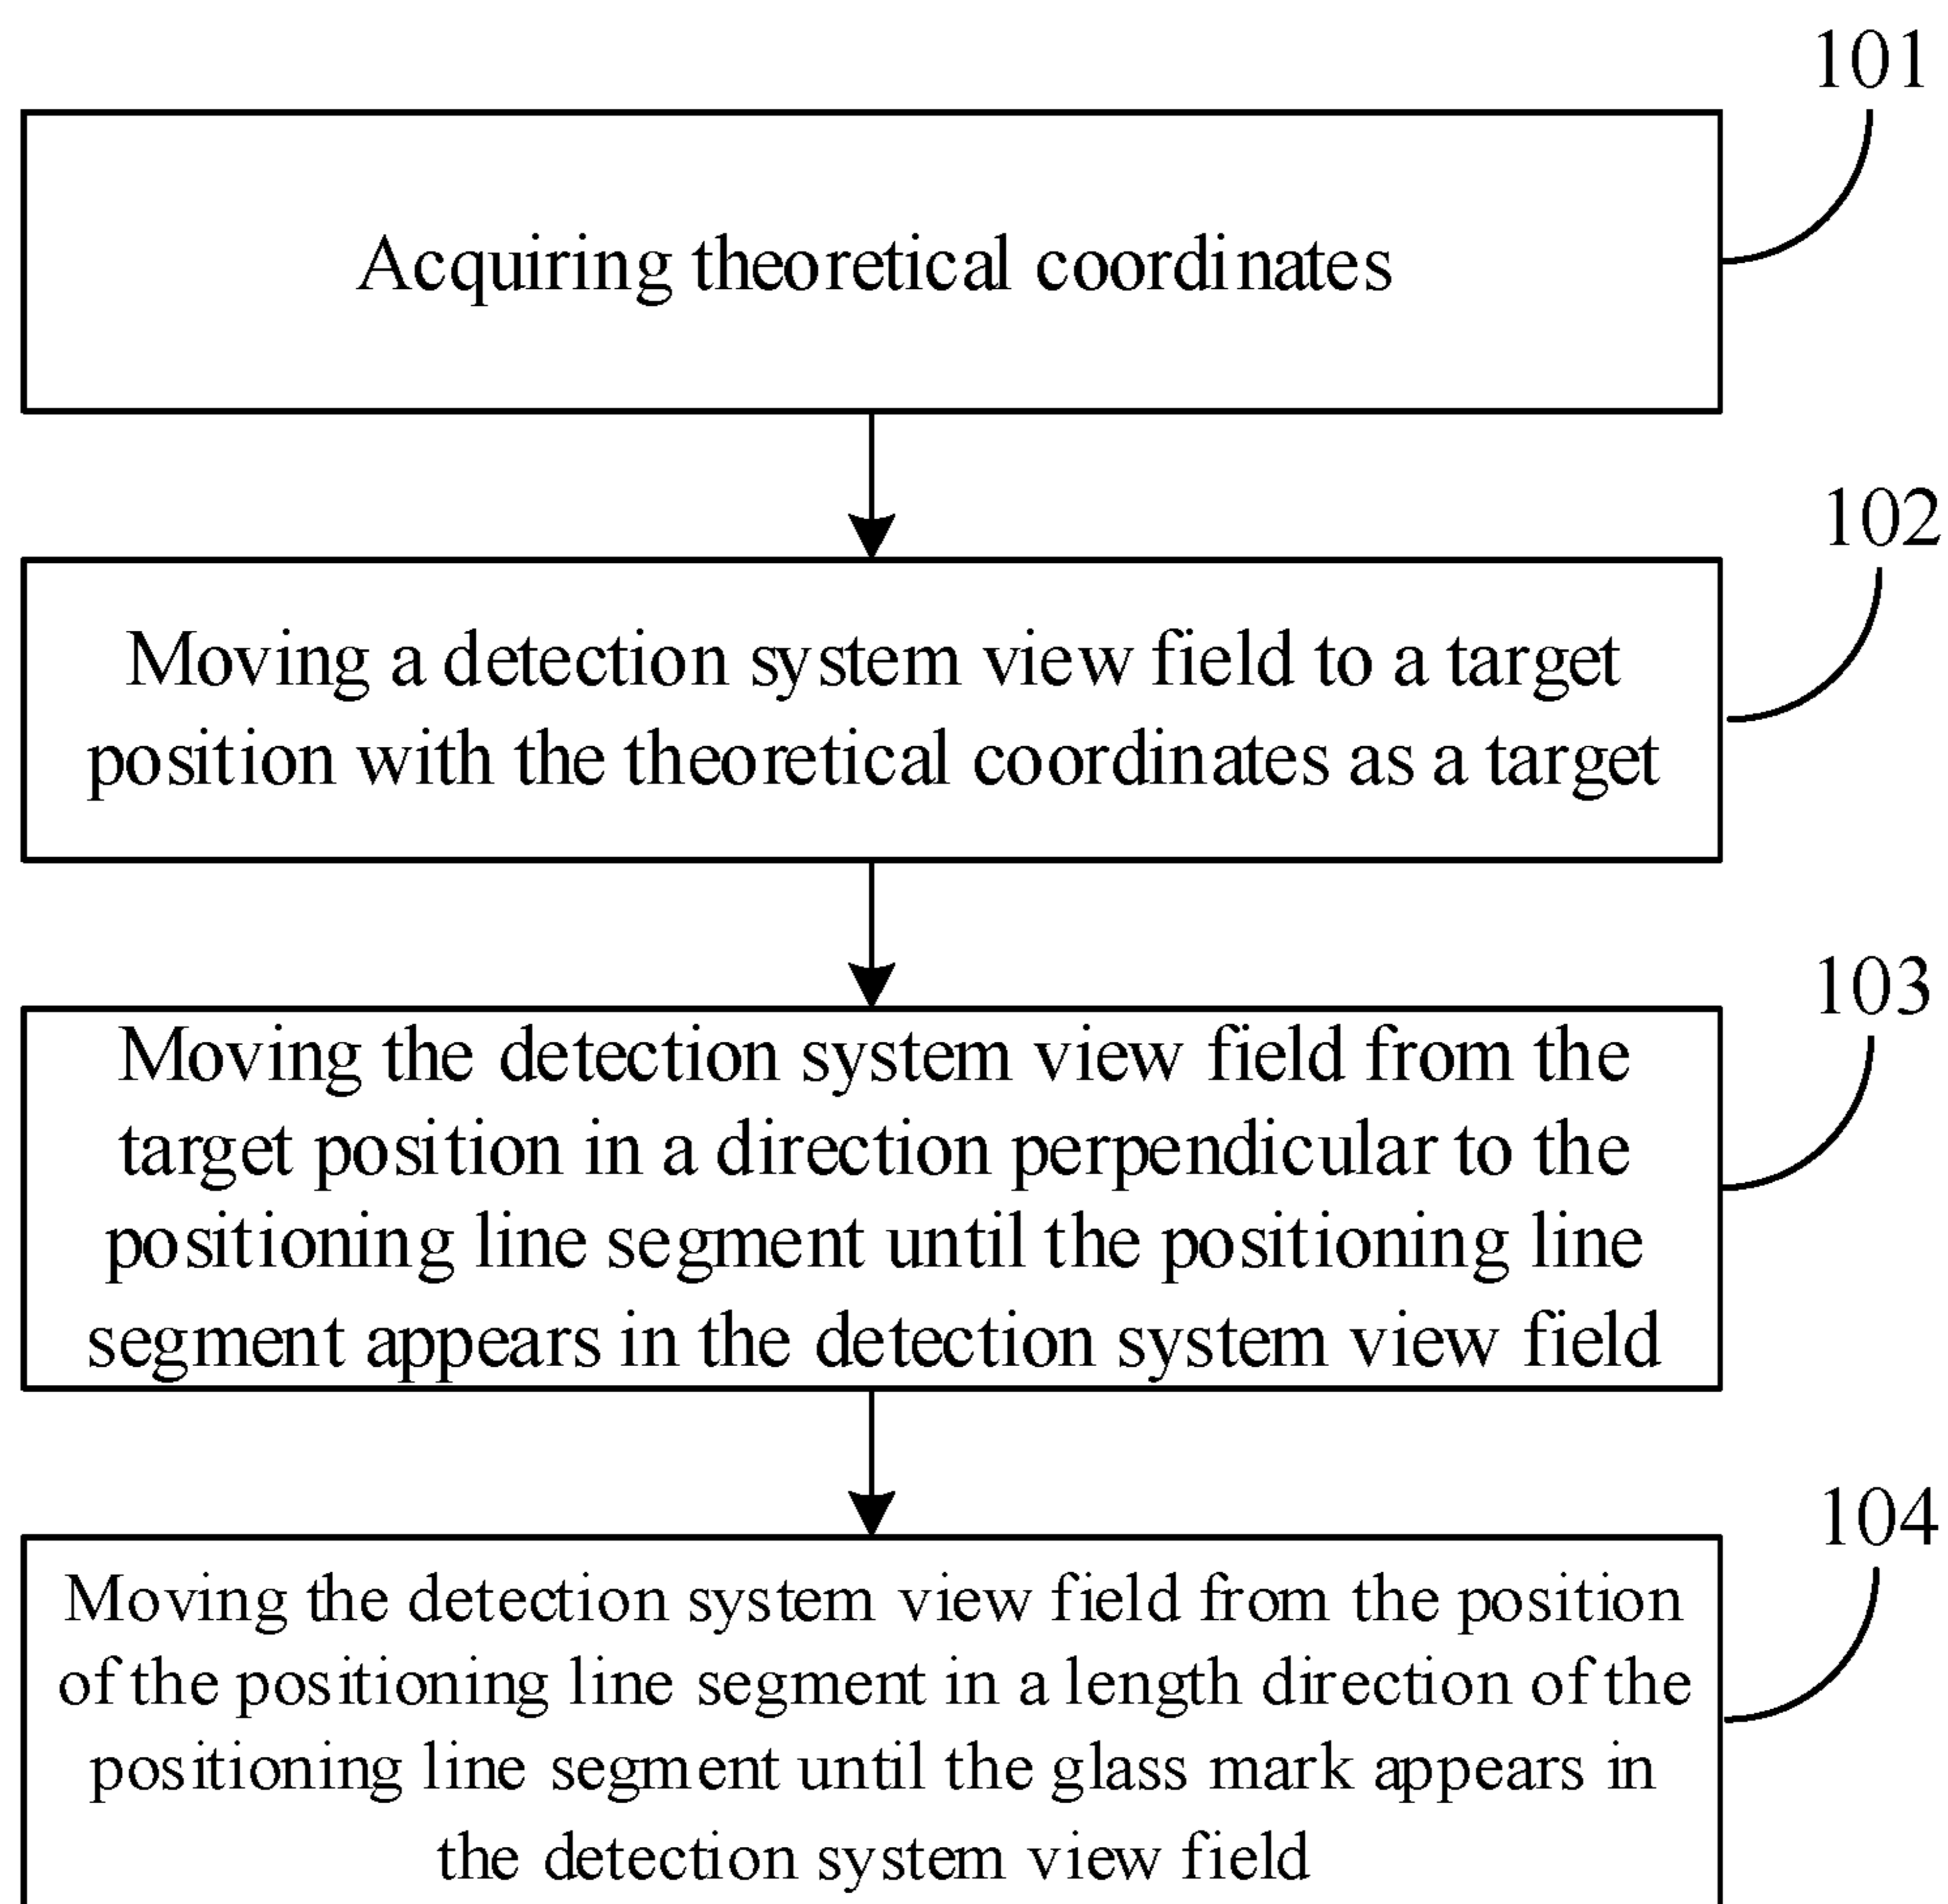 101
Acquiring theoretical coordinates
102
Moving a detection system view field to a target
position with the theoretical coordinates as a target
103
Moving the detection system view field from the
target position in a direction perpendicular to the
positioning line segment until the positioning line
segment appears in the detection system view field
104
Moving the detection system view field from the position
of the positioning line segment in a length direction of the
positioning line segment until the glass mark appears in
the detection system view field